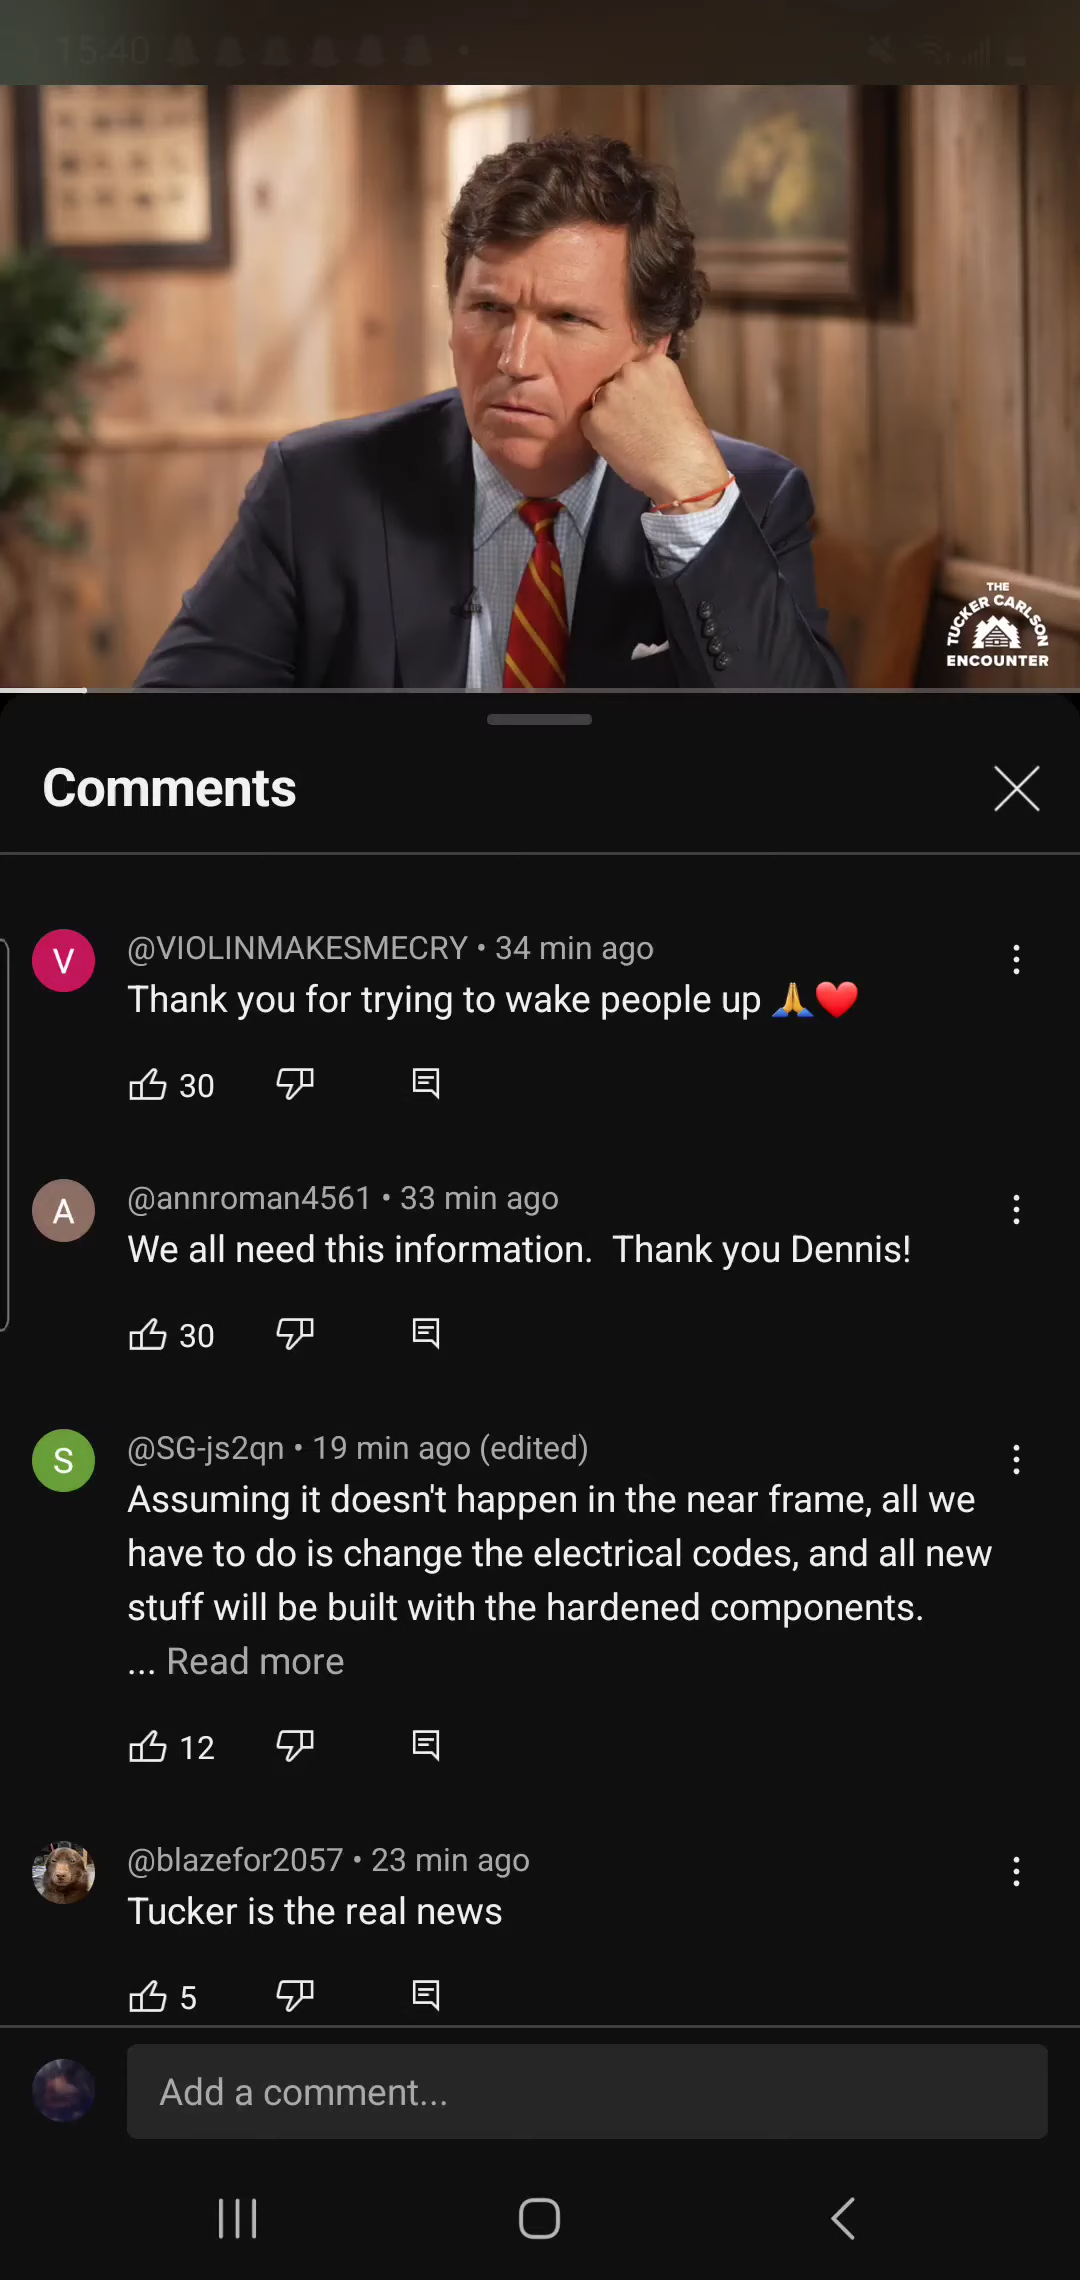 15:40
THE
TUCKER CARLSON
ENCOUNTER
Comments
V
@VIOLINMAKESMECRY • 34 min ago
Thank you for trying to wake people up 🙏❤️
30
A
@annroman4561 • 33 min ago
We all need this information.  Thank you Dennis!
30
S
@SG-js2qn • 19 min ago (edited)
Assuming it doesn't happen in the near frame, all we
have to do is change the electrical codes, and all new
stuff will be built with the hardened components.
... Read more
12
@blazefor2057 • 23 min ago
Tucker is the real news
5
Add a comment...